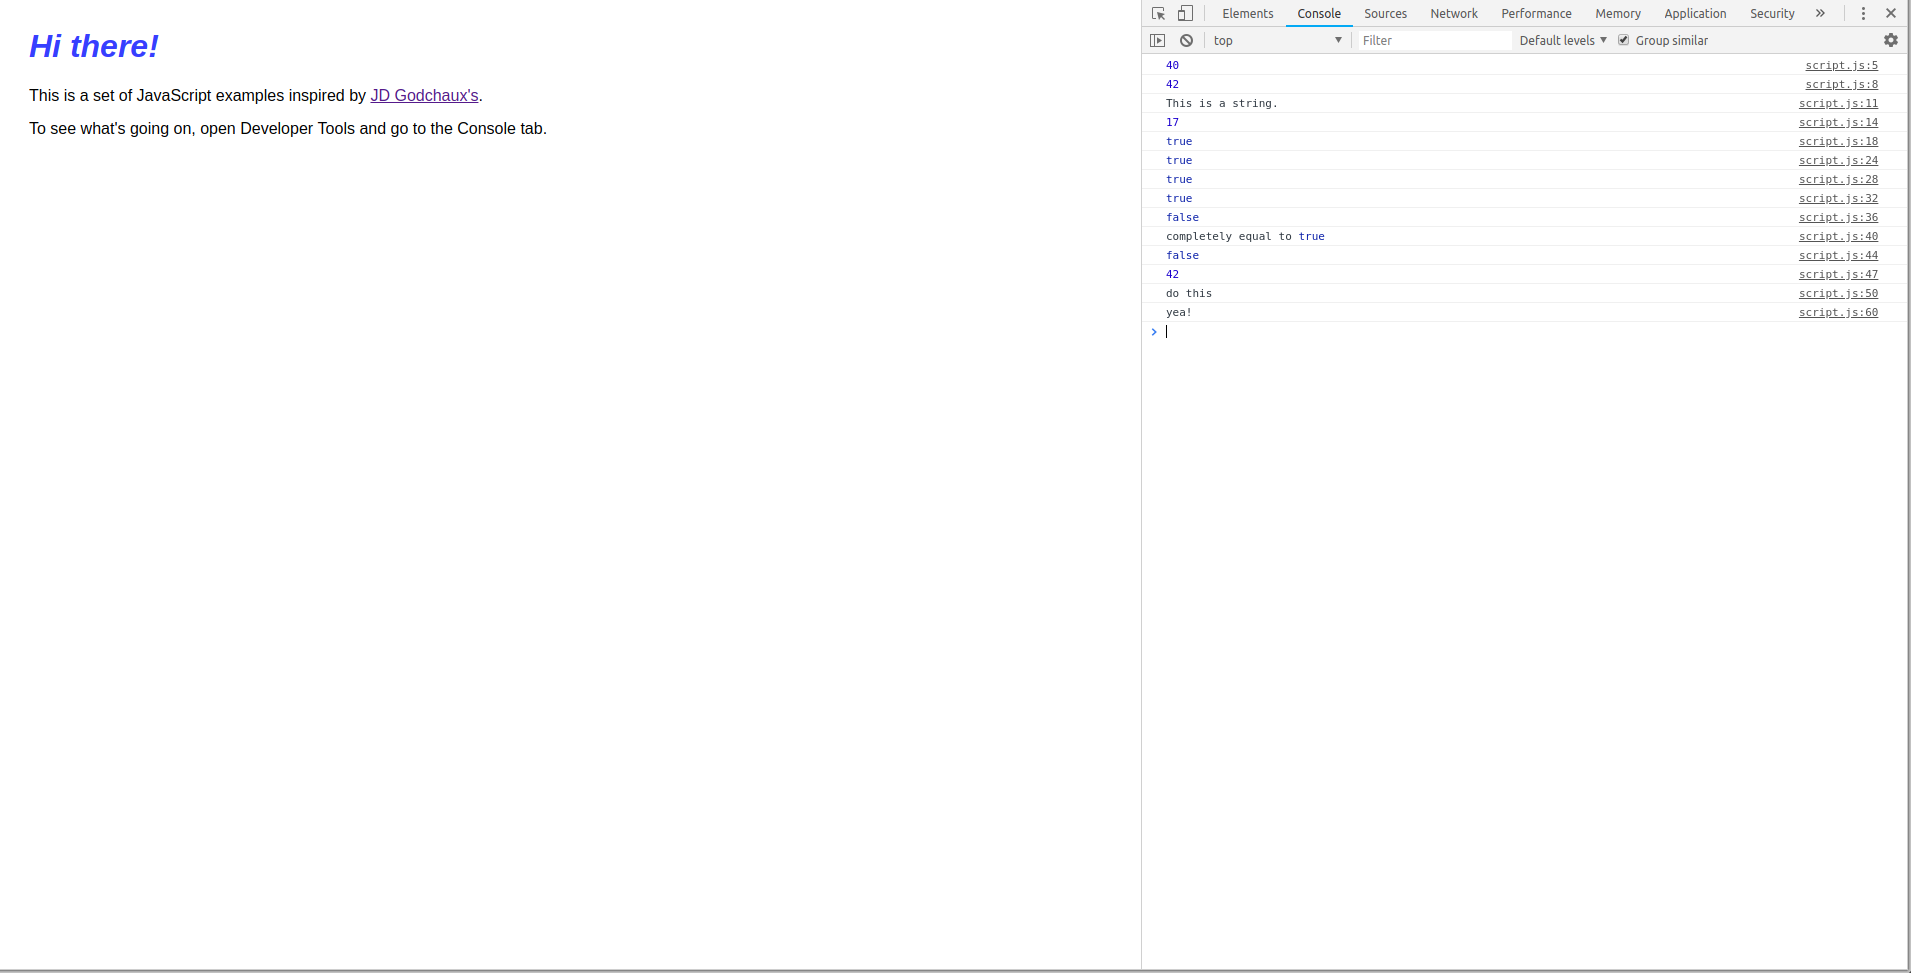 Hi there!
This is a set of JavaScript examples inspired by JD Godchaux's.
To see what's going on, open Developer Tools and go to the Console tab.
Elements Console Sources Network Performance Memory Application Security »
top Filter Default levels Group similar
40 script.js:5
42 script.js:8
This is a string. script.js:11
17 script.js:14
true script.js:18
true script.js:24
true script.js:28
true script.js:32
false script.js:36
completely equal to true script.js:40
false script.js:44
42 script.js:47
do this script.js:50
yea! script.js:60